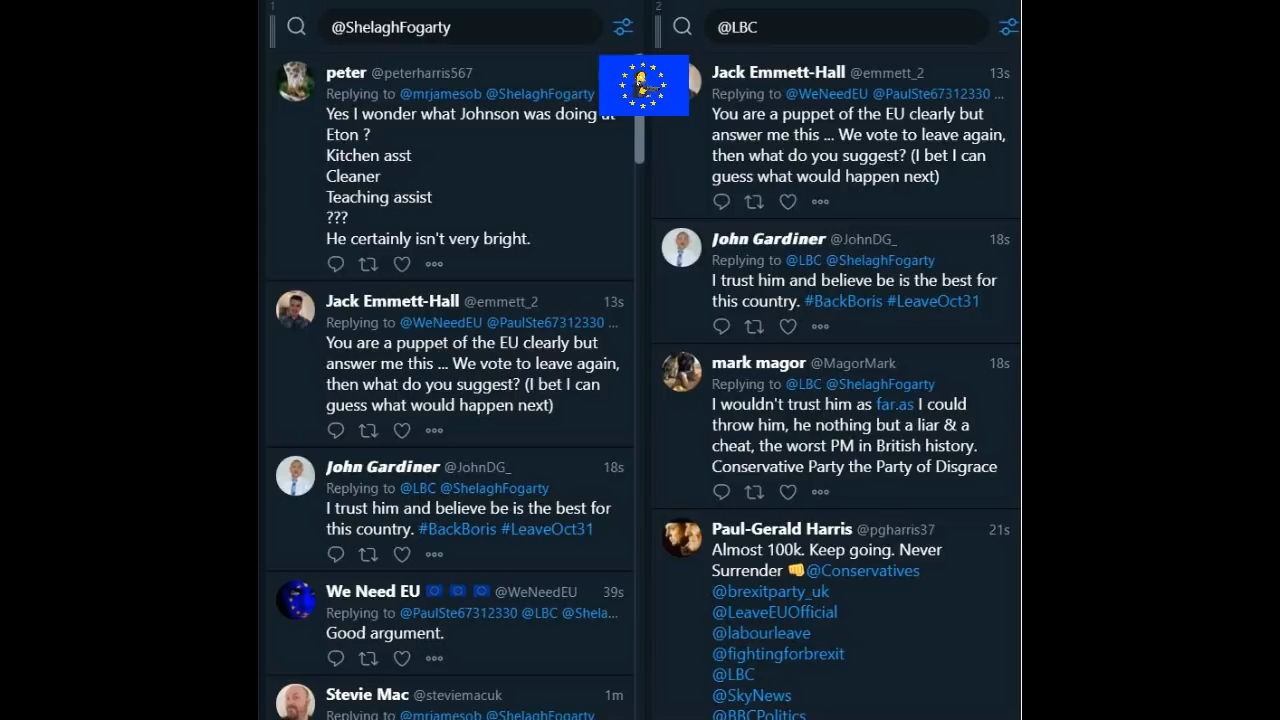 1
@ShelaghFogarty
peter @peterharris567
Replying to @mrjamesob @ShelaghFogarty
Yes I wonder what Johnson was doing at
Eton ?
Kitchen asst
Cleaner
Teaching assist
???
He certainly isn't very bright.
Jack Emmett-Hall @emmett_2 13s
Replying to @WeNeedEU @PaulSte67312330 ...
You are a puppet of the EU clearly but
answer me this ... We vote to leave again,
then what do you suggest? (I bet I can
guess what would happen next)
John Gardiner @JohnDG_ 18s
Replying to @LBC @ShelaghFogarty
I trust him and believe be is the best for
this country. #BackBoris #LeaveOct31
We Need EU @WeNeedEU 39s
Replying to @PaulSte67312330 @LBC @Shela...
Good argument.
Stevie Mac @steviemacuk 1m
Replying to @mrjamesob @ShelaghFogarty
2
@LBC
Jack Emmett-Hall @emmett_2 13s
Replying to @WeNeedEU @PaulSte67312330 ...
You are a puppet of the EU clearly but
answer me this ... We vote to leave again,
then what do you suggest? (I bet I can
guess what would happen next)
John Gardiner @JohnDG_ 18s
Replying to @LBC @ShelaghFogarty
I trust him and believe be is the best for
this country. #BackBoris #LeaveOct31
mark magor @MagorMark 18s
Replying to @LBC @ShelaghFogarty
I wouldn't trust him as far.as I could
throw him, he nothing but a liar & a
cheat, the worst PM in British history.
Conservative Party the Party of Disgrace
Paul-Gerald Harris @pgharris37 21s
Almost 100k. Keep going. Never
Surrender 👊@Conservatives
@brexitparty_uk
@LeaveEUOfficial
@labourleave
@fightingforbrexit
@LBC
@SkyNews
@BBCPolitics